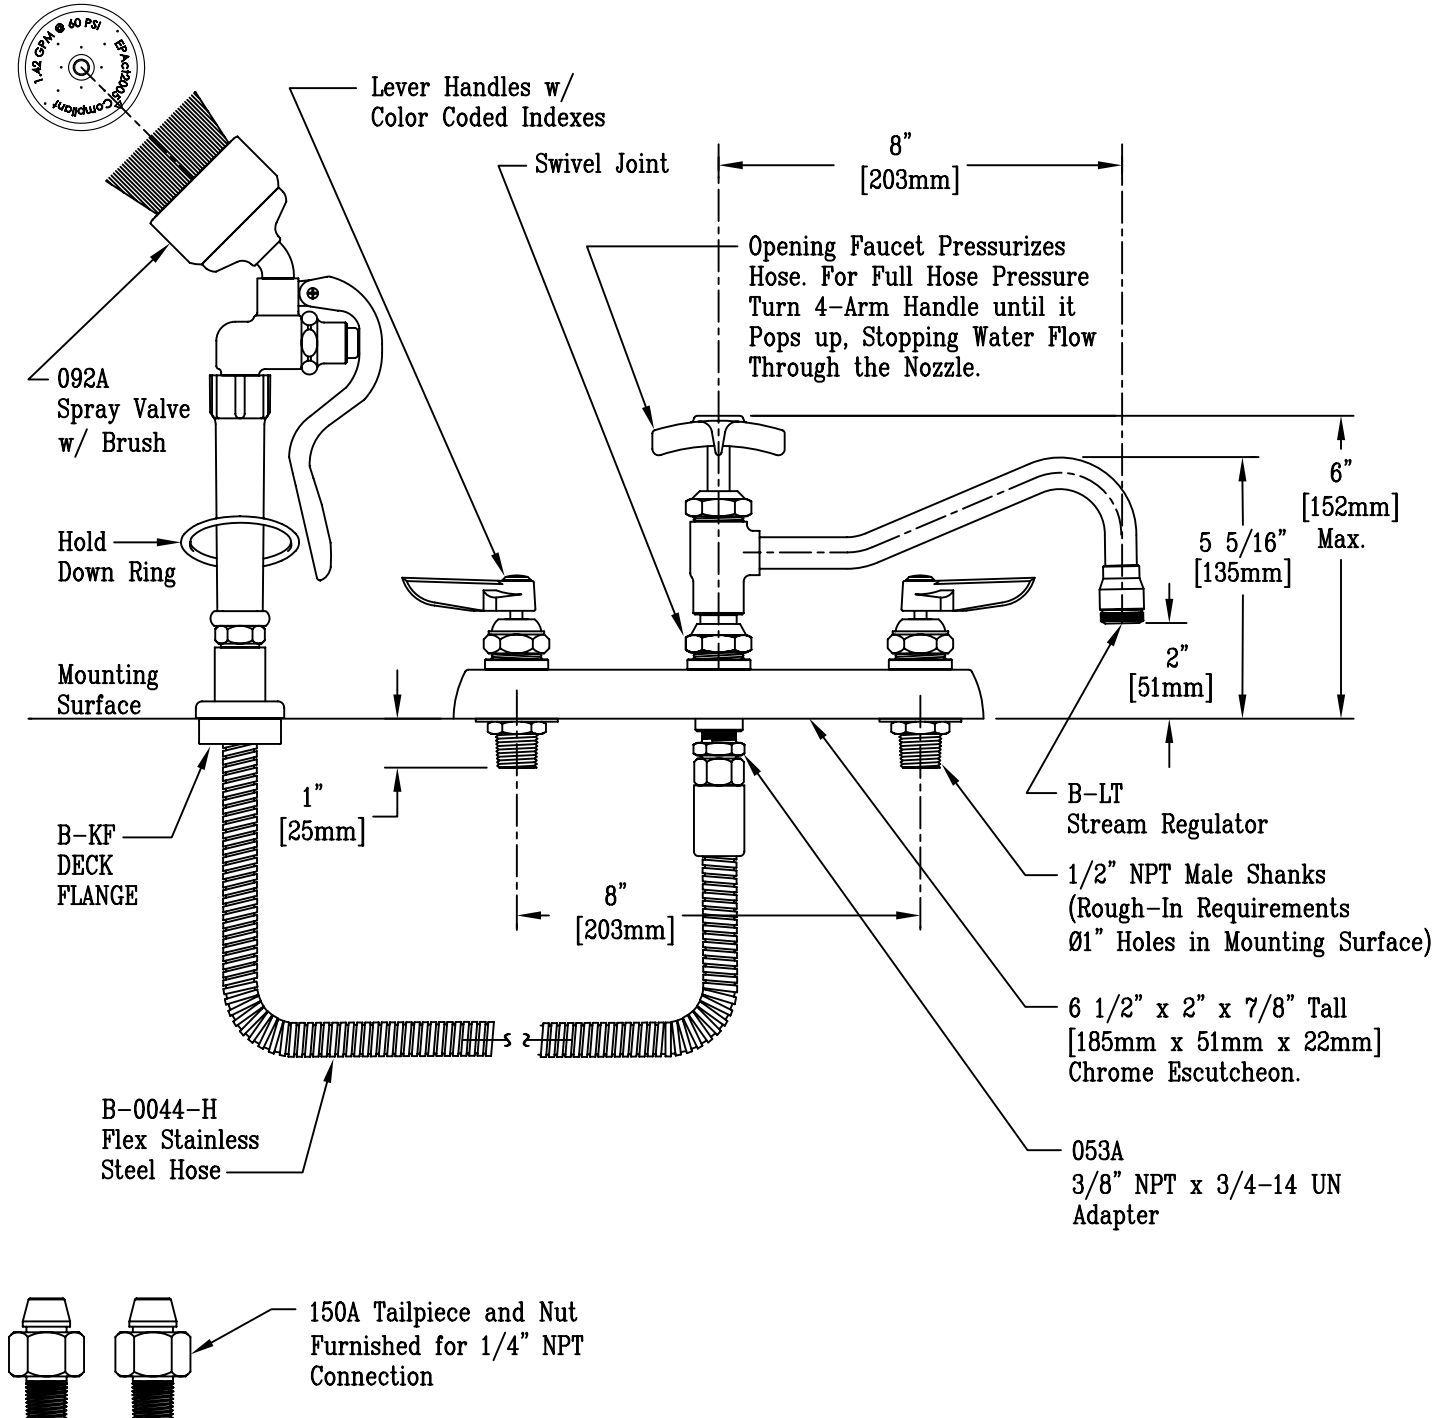 1.42 GPM @ 60 PSI · EPAct2005 Compliant ·
Lever Handles w/
Color Coded Indexes
Swivel Joint
8"
[203mm]
Opening Faucet Pressurizes
Hose. For Full Hose Pressure
Turn 4-Arm Handle until it
Pops up, Stopping Water Flow
Through the Nozzle.
092A
Spray Valve
w/ Brush
6"
[152mm]
Max.
5 5/16"
[135mm]
Hold
Down Ring
2"
[51mm]
Mounting
Surface
1"
[25mm]
B-KF
DECK
FLANGE
8"
[203mm]
B-LT
Stream Regulator
1/2" NPT Male Shanks
(Rough-In Requirements
Ø1" Holes in Mounting Surface)
6 1/2" x 2" x 7/8" Tall
[185mm x 51mm x 22mm]
Chrome Escutcheon.
B-0044-H
Flex Stainless
Steel Hose
053A
3/8" NPT x 3/4-14 UN
Adapter
150A Tailpiece and Nut
Furnished for 1/4" NPT
Connection